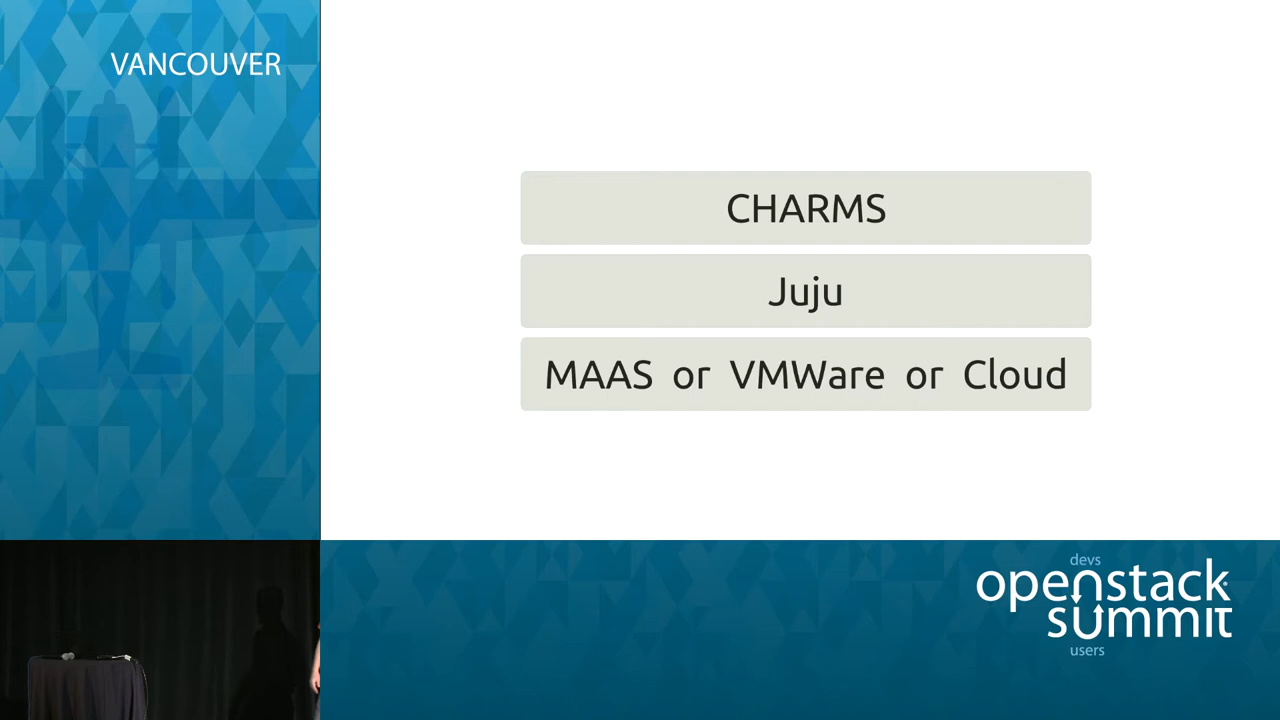 VANCOUVER
CHARMS
Juju
MAAS or VMWare or Cloud
devs
openstack
summit
users